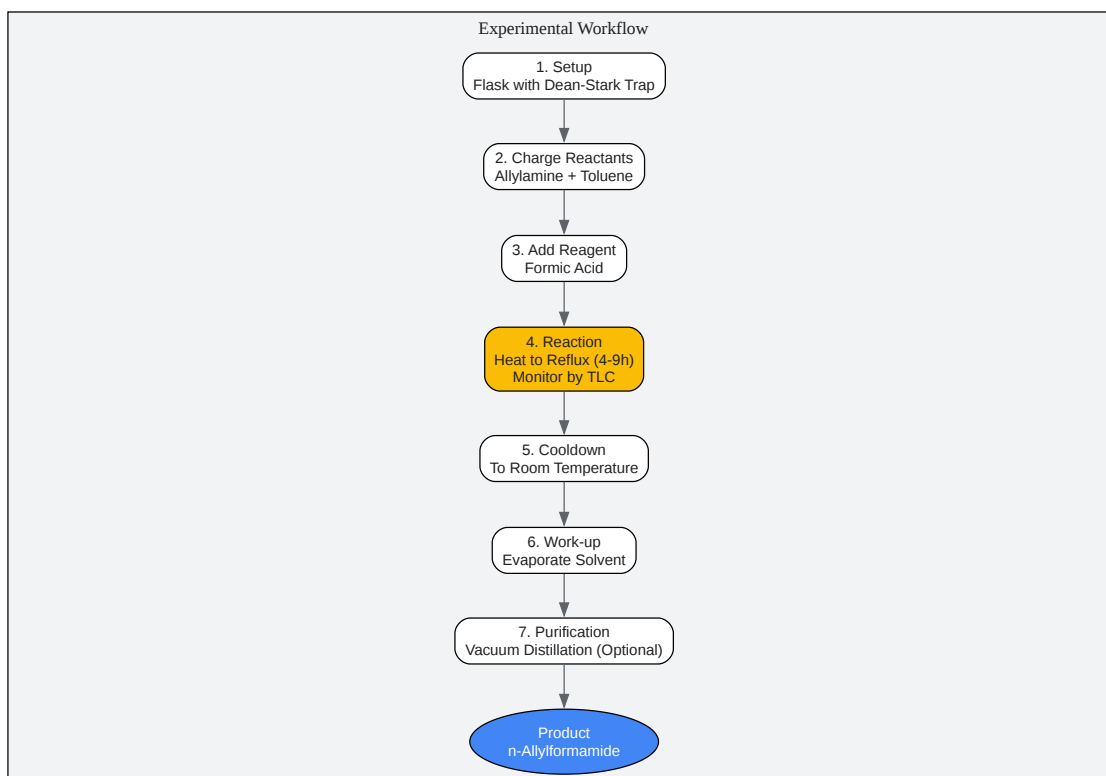 Experimental Workflow
1. Setup
Flask with Dean-Stark Trap
2. Charge Reactants
Allylamine + Toluene
3. Add Reagent
Formic Acid
4. Reaction
Heat to Reflux (4-9h)
Monitor by TLC
5. Cooldown
To Room Temperature
6. Work-up
Evaporate Solvent
7. Purification
Vacuum Distillation (Optional)
Product
n-Allylformamide